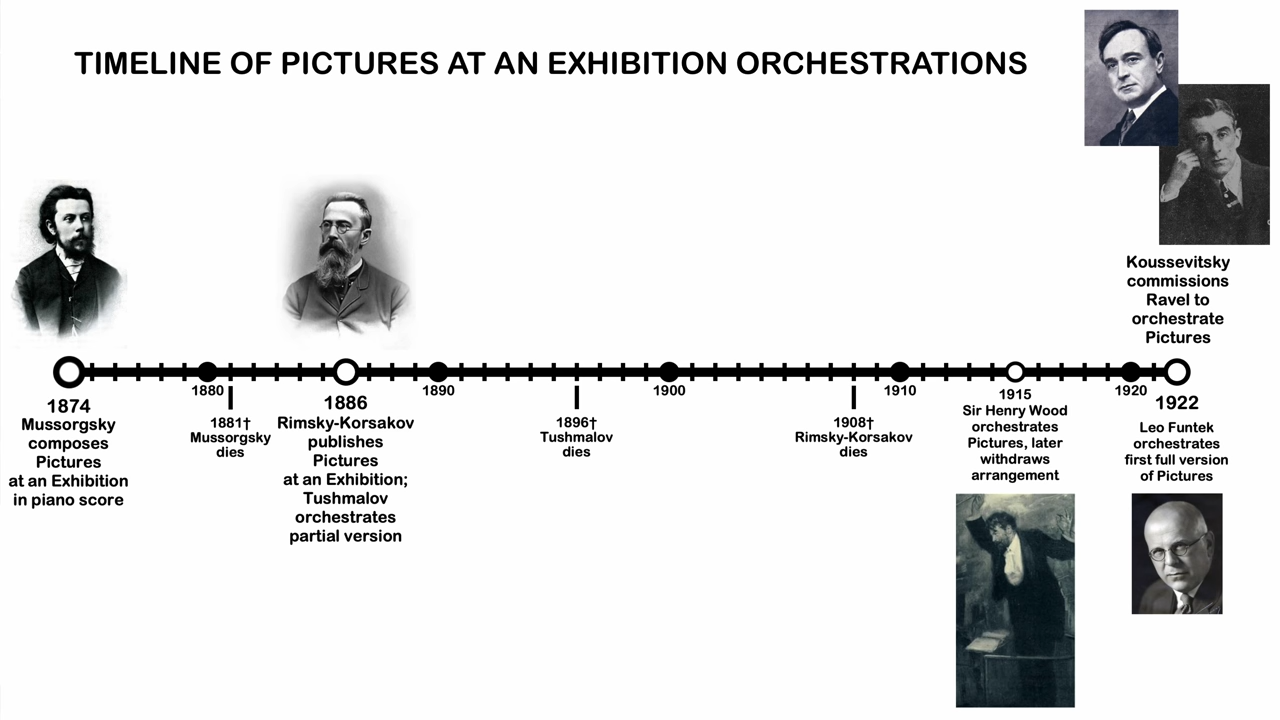 TIMELINE OF PICTURES AT AN EXHIBITION ORCHESTRATIONS
Koussevitsky
commissions
Ravel to
orchestrate
Pictures
1874
Mussorgsky
composes
Pictures
at an Exhibition
in piano score
1880
1881†
Mussorgsky
dies
1886
Rimsky-Korsakov
publishes
Pictures
at an Exhibition;
Tushmalov
orchestrates
partial version
1890
1896†
Tushmalov
dies
1900
1908†
Rimsky-Korsakov
dies
1910
1915
Sir Henry Wood
orchestrates
Pictures, later
withdraws
arrangement
1920
1922
Leo Funtek
orchestrates
first full version
of Pictures